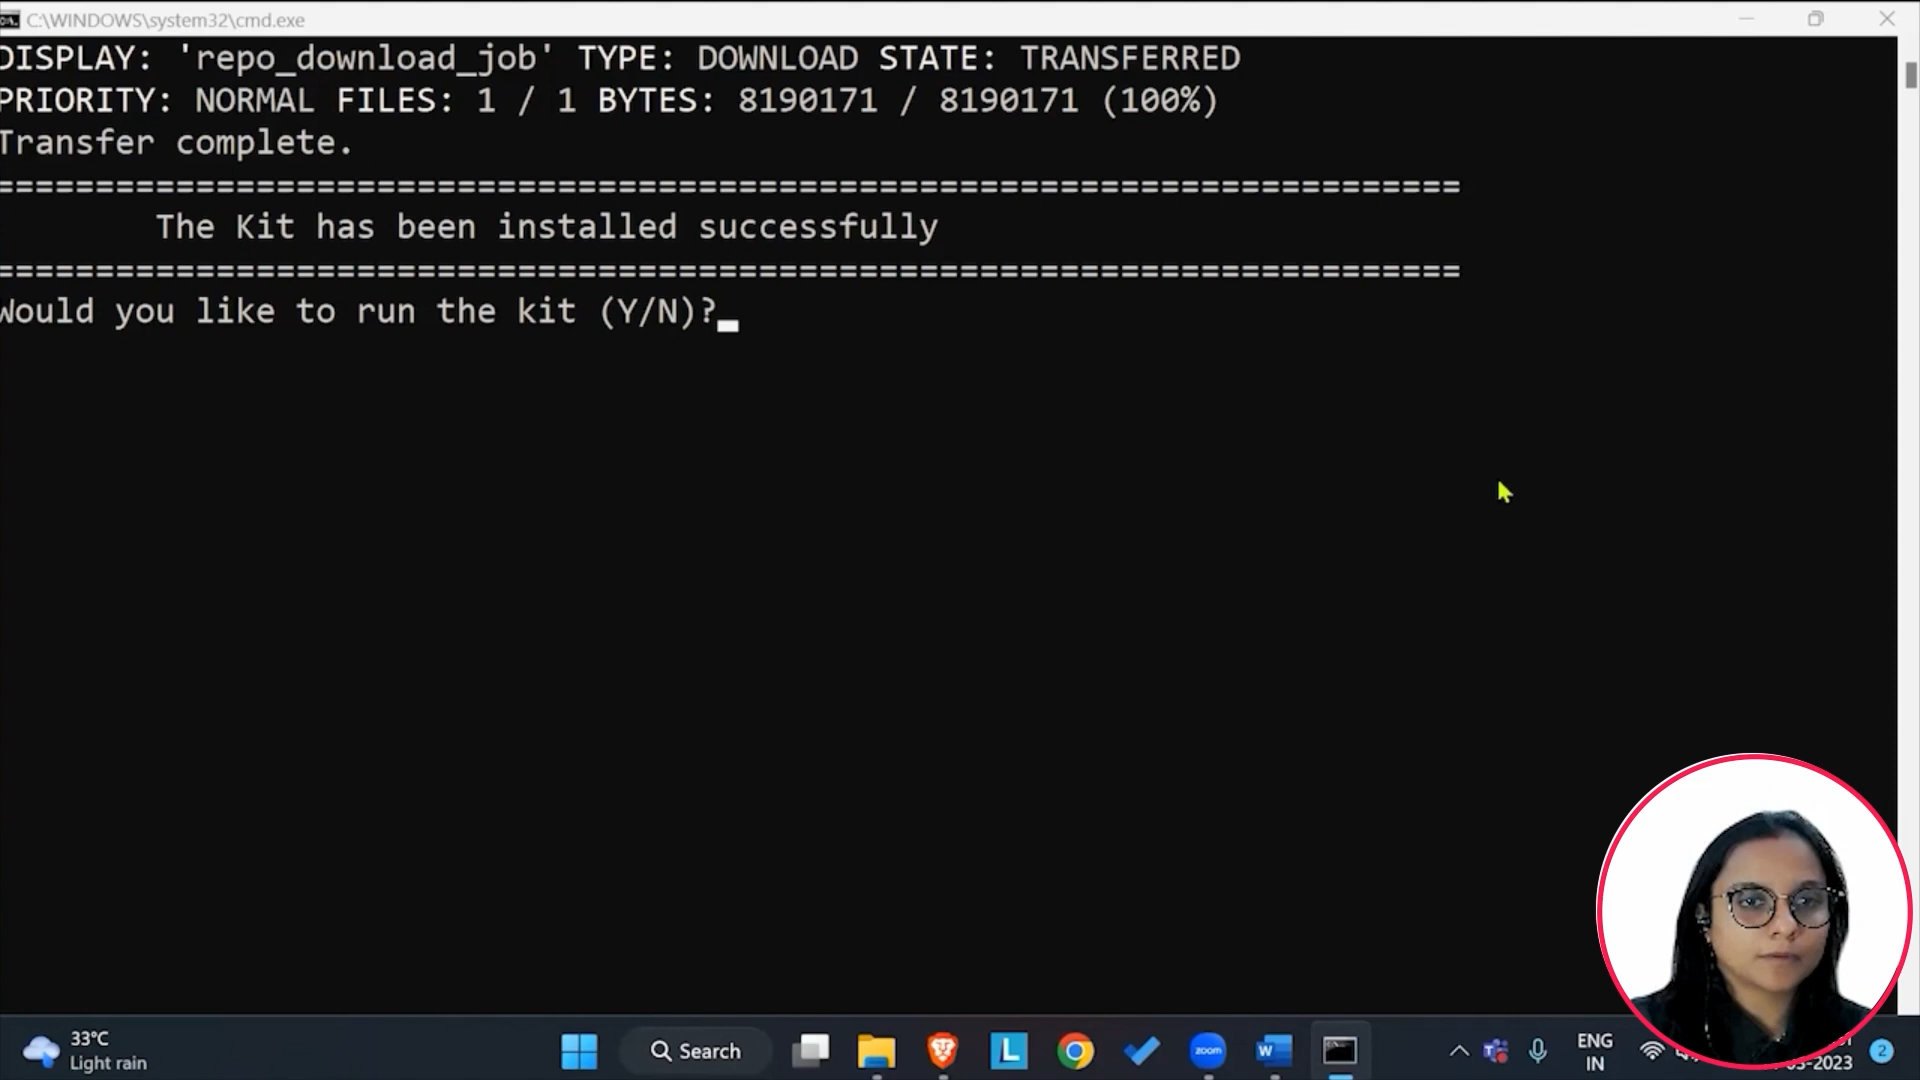 C:\WINDOWS\system32\cmd.exe
DISPLAY: 'repo_download_job' TYPE: DOWNLOAD STATE: TRANSFERRED
PRIORITY: NORMAL FILES: 1 / 1 BYTES: 8190171 / 8190171 (100%)
Transfer complete.
=========================================================================
The Kit has been installed successfully
=========================================================================
Would you like to run the kit (Y/N)?
33°C
Light rain
Search
L
zoom
W
T
ENG
IN
2